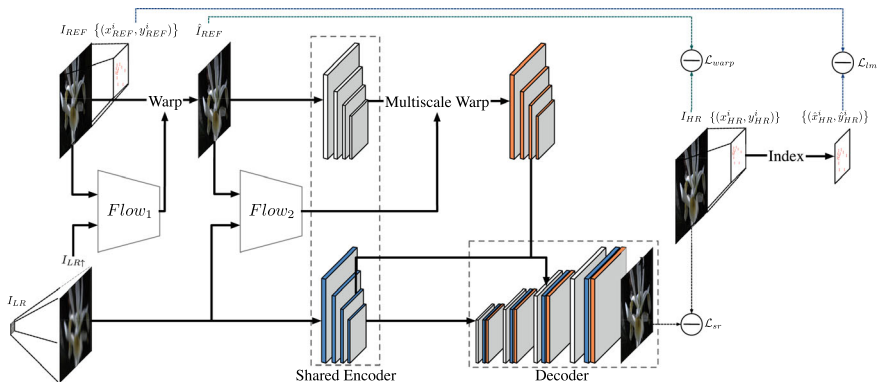 I_{REF} {(x^i_{REF}, y^i_{REF})}
Î_{REF}
L_{warp}
L_{lm}
Warp
Multiscale Warp
I_{HR} {(x^i_{HR}, y^i_{HR})}
{(x̂^i_{HR}, ŷ^i_{HR})}
Index
Flow_1
Flow_2
I_{LR↑}
I_{LR}
L_{sr}
Shared Encoder
Decoder